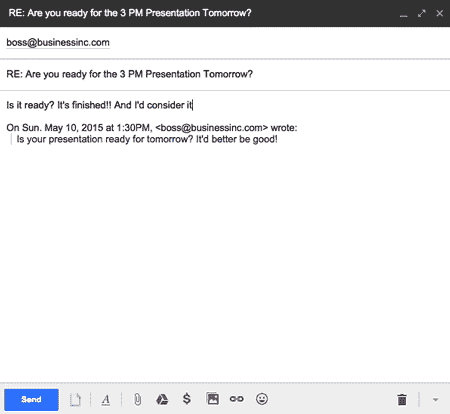 RE: Are you ready for the 3 PM Presentation Tomorrow?
boss@businessinc.com
RE: Are you ready for the 3 PM Presentation Tomorrow?
Is it ready? It's finished!! And I'd consider it
On Sun. May 10, 2015 at 1:30PM, <boss@businessinc.com> wrote:
Is your presentation ready for tomorrow? It'd better be good!
Send